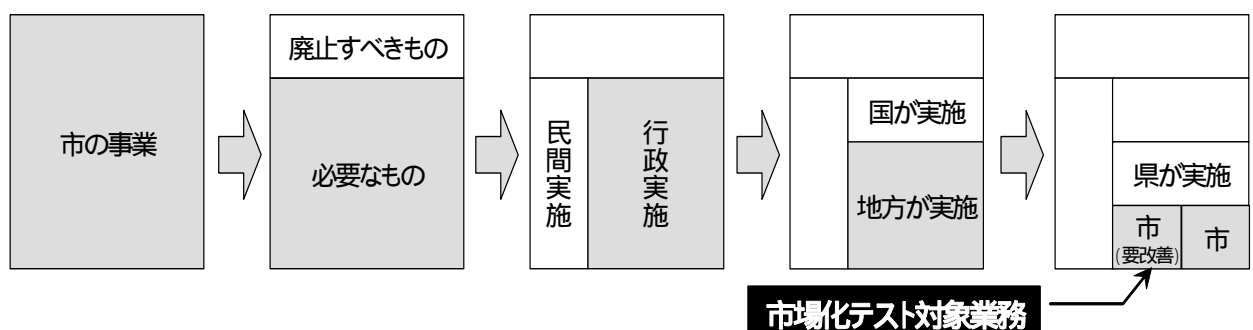 市の事業
廃止すべきもの
必要なもの
民間実施
行政実施
国が実施
地方が実施
県が実施
市
(要改善)
市
市場化テスト対象業務